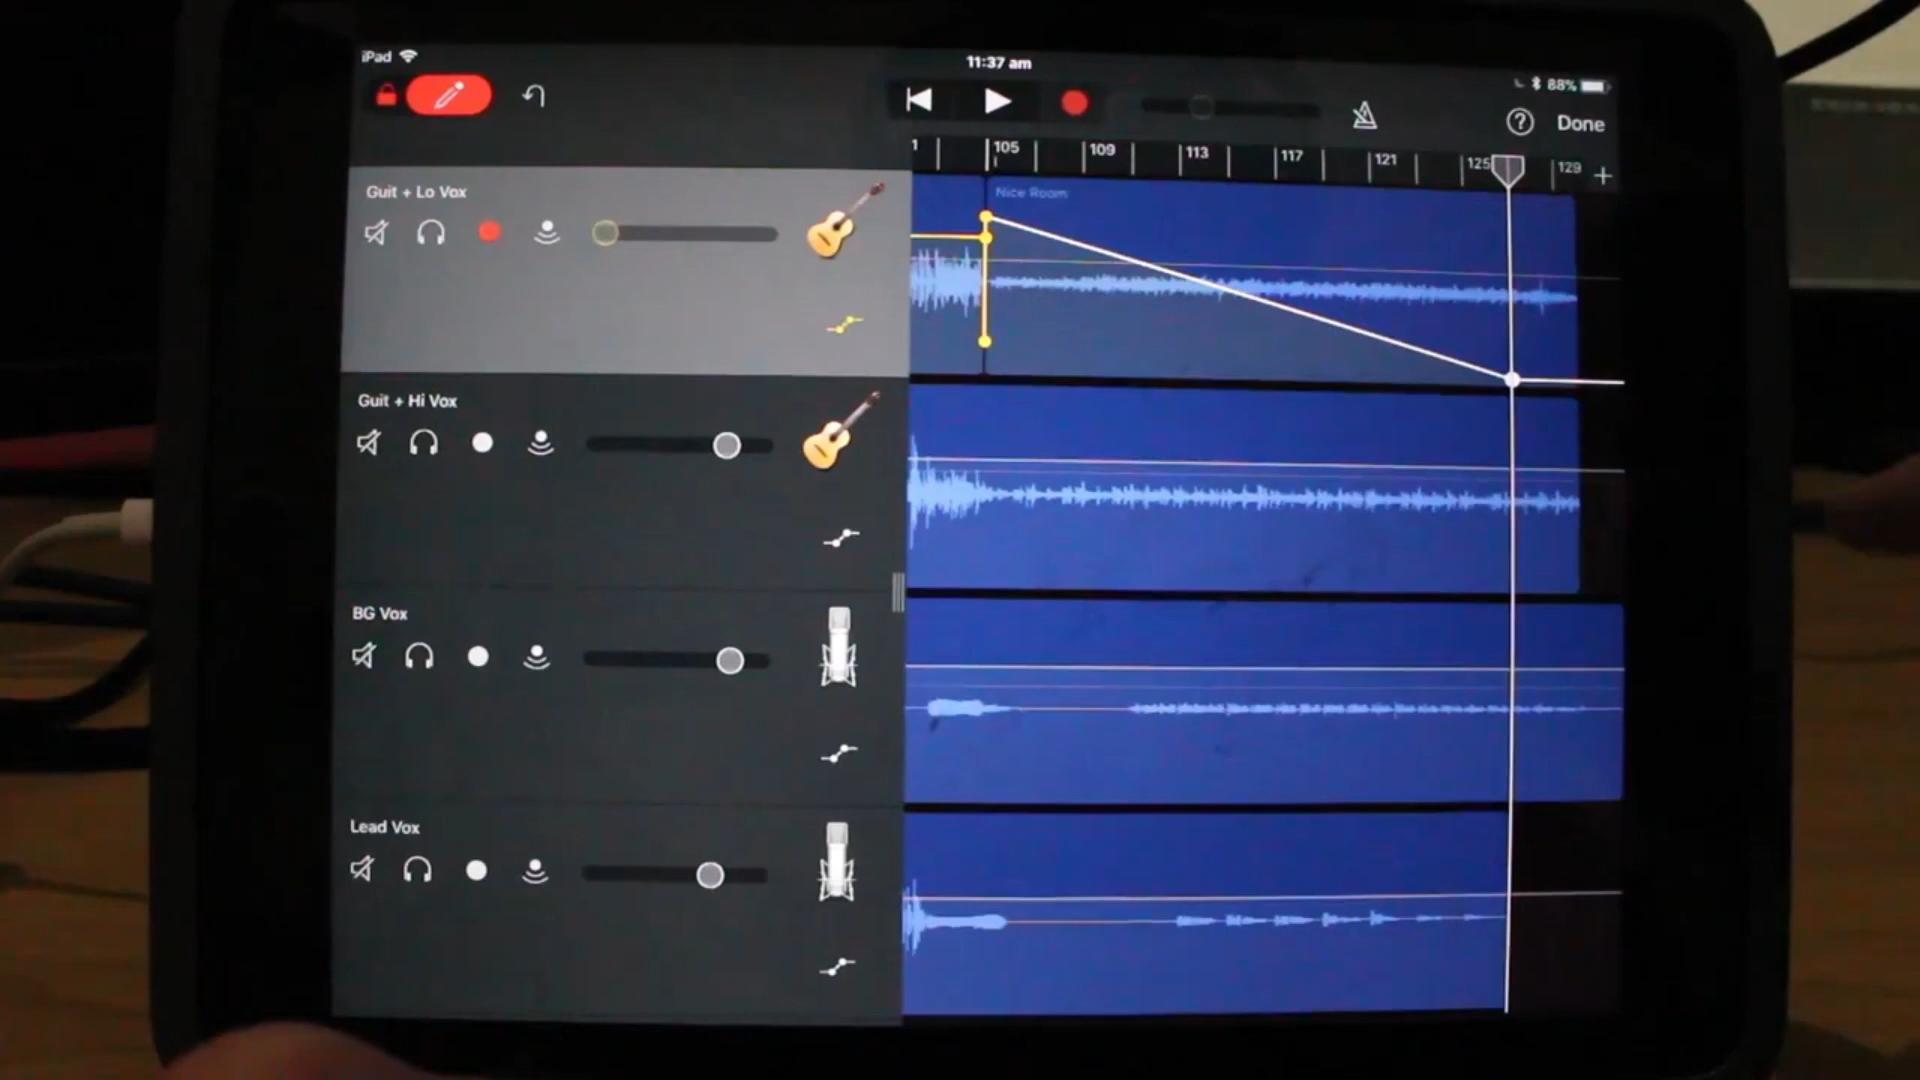 iPad
11:37 am
88%
Done
1 105 109 113 117 121 125 129
Guit + Lo Vox
Nice Room
Guit + Hi Vox
BG Vox
Lead Vox